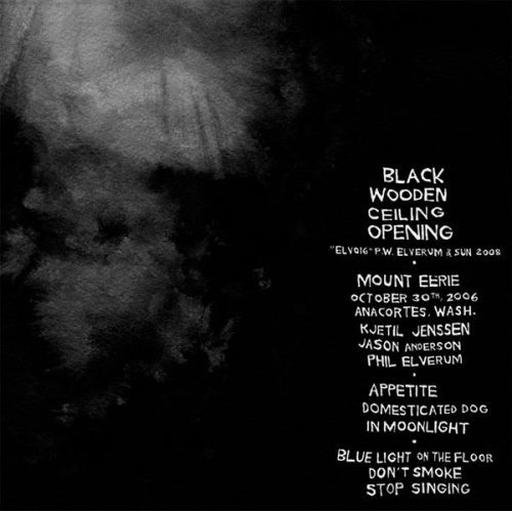 BLACK
WOODEN
CEILING
OPENING
"ELV016" P.W. ELVERUM & SUN 2008
MOUNT EERIE
OCTOBER 30TH, 2006
ANACORTES, WASH.
KJETIL JENSSEN
JASON ANDERSON
PHIL ELVERUM
APPETITE
DOMESTICATED DOG
IN MOONLIGHT
BLUE LIGHT ON THE FLOOR
DON'T SMOKE
STOP SINGING